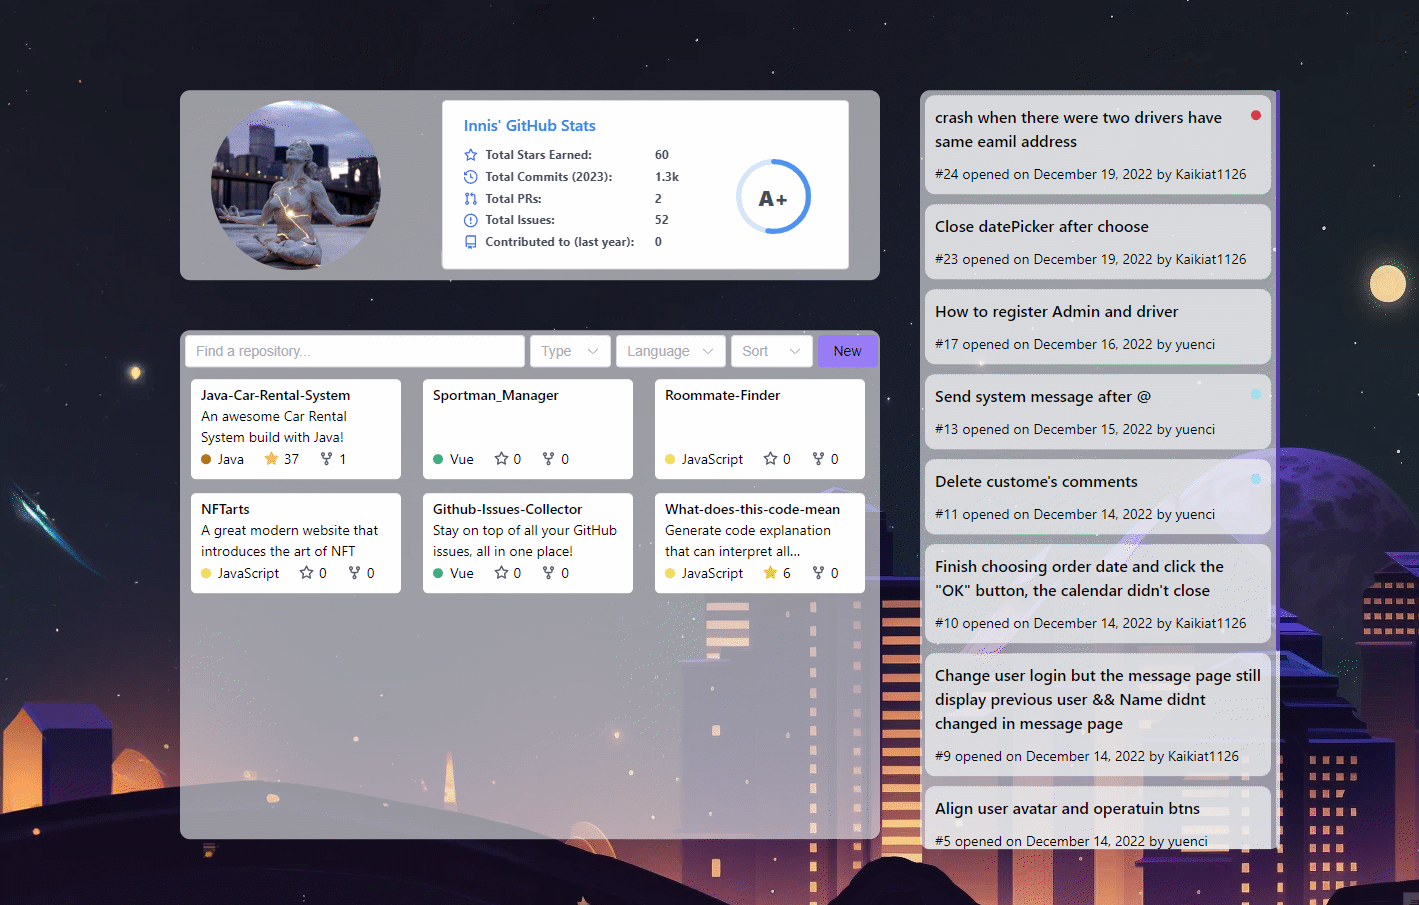 Innis' GitHub Stats
Total Stars Earned: 60
Total Commits (2023): 1.3k
Total PRs: 2
Total Issues: 52
Contributed to (last year): 0
A+
Find a repository... Type Language Sort New
Java-Car-Rental-System
An awesome Car Rental
System build with Java!
Java 37 1
Sportman_Manager
Vue 0 0
Roommate-Finder
JavaScript 0 0
NFTarts
A great modern website that
introduces the art of NFT
JavaScript 0 0
Github-Issues-Collector
Stay on top of all your GitHub
issues, all in one place!
Vue 0 0
What-does-this-code-mean
Generate code explanation
that can interpret all...
JavaScript 6 0
crash when there were two drivers have
same eamil address
#24 opened on December 19, 2022 by Kaikiat1126
Close datePicker after choose
#23 opened on December 19, 2022 by Kaikiat1126
How to register Admin and driver
#17 opened on December 16, 2022 by yuenci
Send system message after @
#13 opened on December 15, 2022 by yuenci
Delete custome's comments
#11 opened on December 14, 2022 by yuenci
Finish choosing order date and click the
"OK" button, the calendar didn't close
#10 opened on December 14, 2022 by Kaikiat1126
Change user login but the message page still
display previous user && Name didnt
changed in message page
#9 opened on December 14, 2022 by Kaikiat1126
Align user avatar and operatuin btns
#5 opened on December 14, 2022 by yuenci